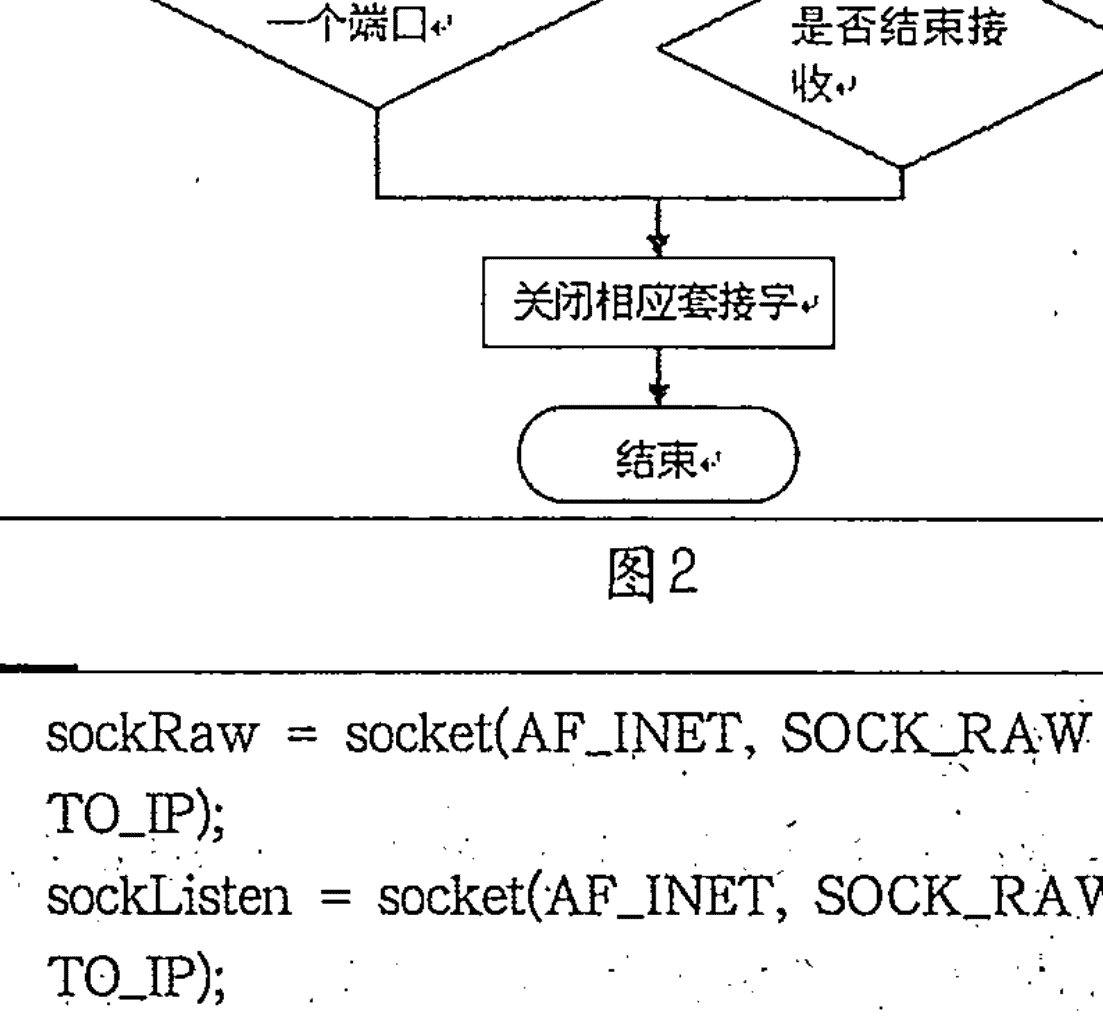 一个端口
是否结束接
收
关闭相应套接字
结束
图2
sockRaw = socket(AF_INET, SOCK_RAW
TO_IP);
sockListen = socket(AF_INET, SOCK_RAW
TO_IP);